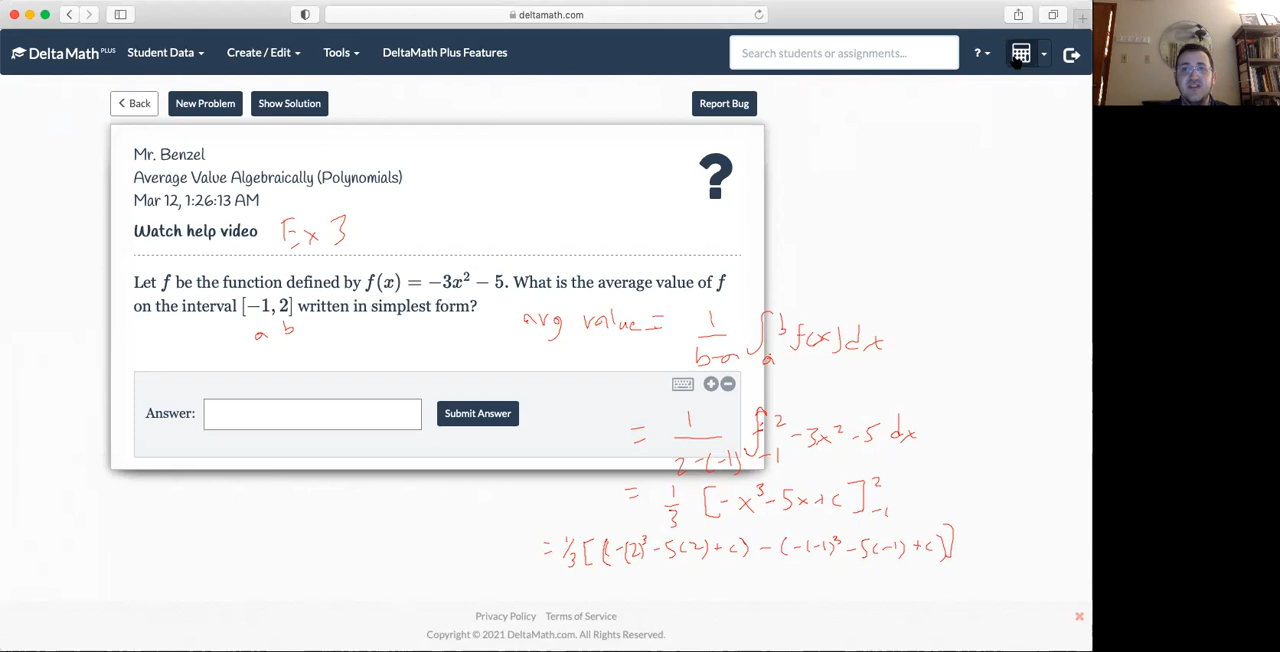 deltamath.com
DeltaMath PLUS Student Data Create / Edit Tools DeltaMath Plus Features Search students or assignments... ?
Back New Problem Show Solution Report Bug
Mr. Benzel
Average Value Algebraically (Polynomials)
Mar 12, 1:26:13 AM
Watch help video Ex 3
?
Let f be the function defined by f(x) = −3x² − 5. What is the average value of f
on the interval [−1, 2] written in simplest form?
a b
avg value = 1/(b-a) ∫_a^b f(x)dx
Answer: Submit Answer
= 1/(2-(-1)) ∫_{-1}^2 -3x² -5 dx
= 1/3 [-x³ -5x+c]_{-1}^2
= 1/3 [(-(2)³ -5(2)+c) - (-(-1)³ -5(-1)+c)]
Privacy Policy Terms of Service
Copyright © 2021 DeltaMath.com. All Rights Reserved.